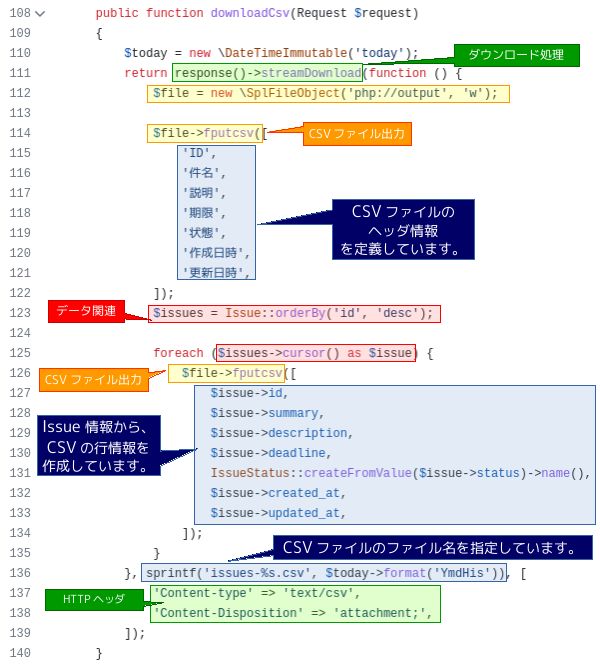 108 public function downloadCsv(Request $request)
109 {
110 $today = new \DateTimeImmutable('today');
ダウンロード処理
111 return response()->streamDownload(function () {
112 $file = new \SplFileObject('php://output', 'w');
113
114 $file->fputcsv([
CSV ファイル出力
115 'ID',
116 '件名',
117 '説明',
118 '期限',
119 '状態',
120 '作成日時',
121 '更新日時',
CSV ファイルの
ヘッダ情報
を定義しています。
122 ]);
データ関連
123 $issues = Issue::orderBy('id', 'desc');
124
125 foreach ($issues->cursor() as $issue) {
CSV ファイル出力
126 $file->fputcsv([
127 $issue->id,
128 $issue->summary,
129 $issue->description,
130 $issue->deadline,
131 IssueStatus::createFromValue($issue->status)->name(),
132 $issue->created_at,
133 $issue->updated_at,
Issue 情報から、
CSV の行情報を
作成しています。
134 ]);
135 }
CSV ファイルのファイル名を指定しています。
136 }, sprintf('issues-%s.csv', $today->format('YmdHis')), [
HTTP ヘッダ
137 'Content-type' => 'text/csv',
138 'Content-Disposition' => 'attachment;',
139 ]);
140 }